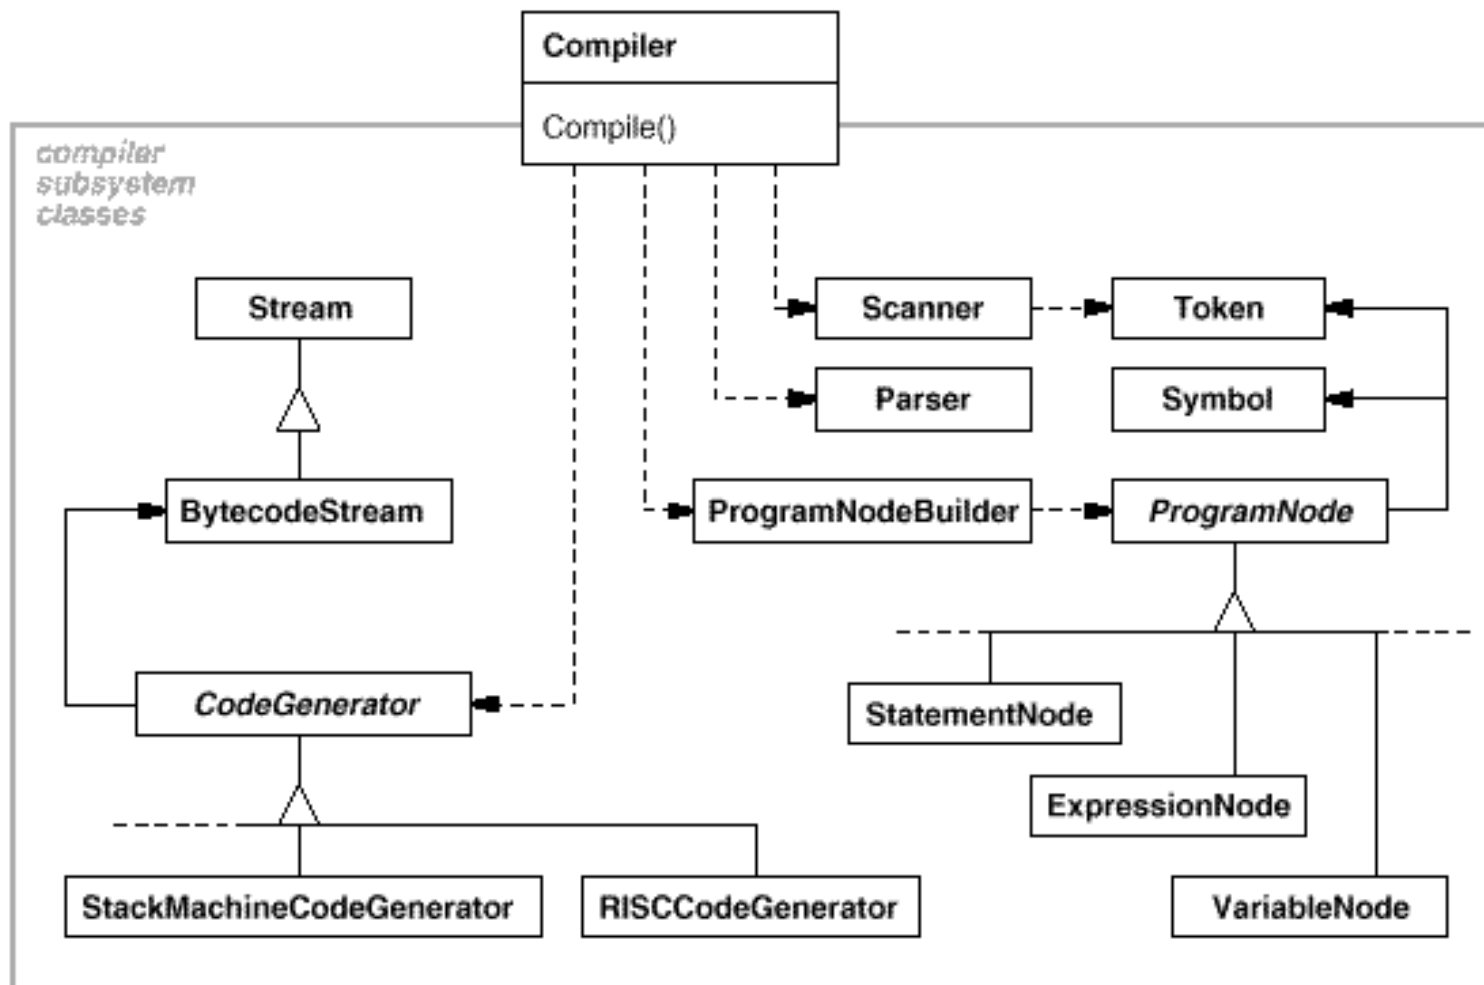 Compiler
Compile()
compiler
subsystem
classes
Stream
Scanner
Token
Parser
Symbol
BytecodeStream
ProgramNodeBuilder
ProgramNode
CodeGenerator
StatementNode
ExpressionNode
StackMachineCodeGenerator
RISCCodeGenerator
VariableNode